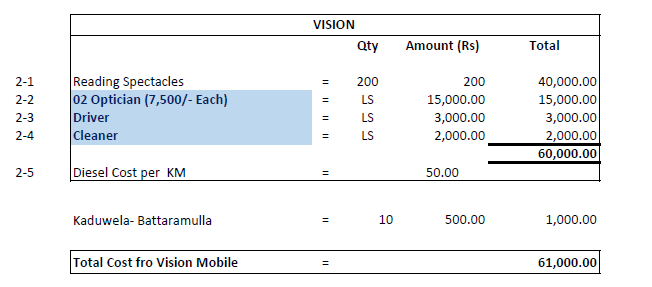 VISION
Qty Amount (Rs) Total
2-1 Reading Spectacles = 200 200 40,000.00
2-2 02 Optician (7,500/- Each) = LS 15,000.00 15,000.00
2-3 Driver = LS 3,000.00 3,000.00
2-4 Cleaner = LS 2,000.00 2,000.00
60,000.00
2-5 Diesel Cost per KM = 50.00
Kaduwela- Battaramulla = 10 500.00 1,000.00
Total Cost fro Vision Mobile = 61,000.00